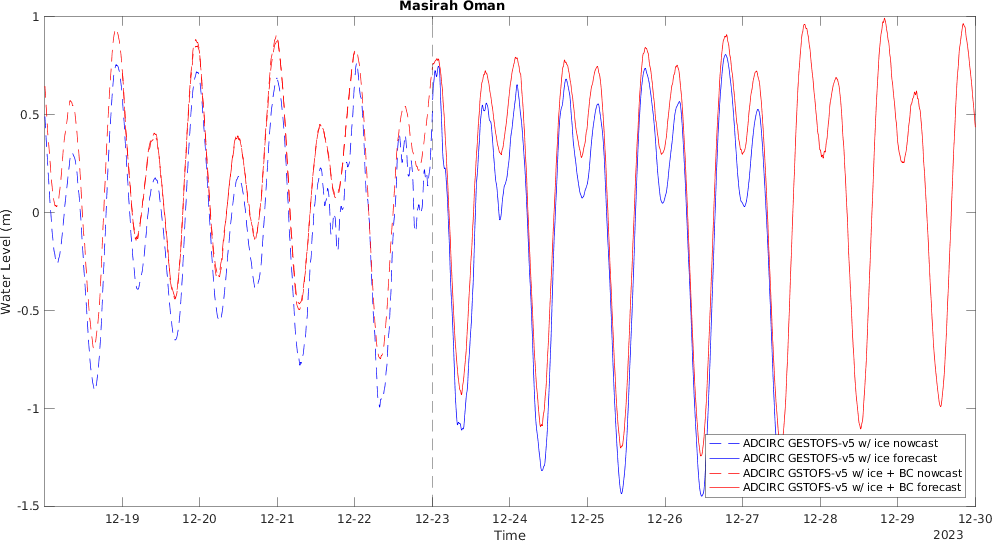 Masirah Oman
1
0.5
0
-0.5
-1
-1.5
Water Level (m)
12-19 12-20 12-21 12-22 12-23 12-24 12-25 12-26 12-27 12-28 12-29 12-30
Time
2023
ADCIRC GESTOFS-v5 w/ ice nowcast
ADCIRC GESTOFS-v5 w/ ice forecast
ADCIRC GSTOFS-v5 w/ ice + BC nowcast
ADCIRC GSTOFS-v5 w/ ice + BC forecast